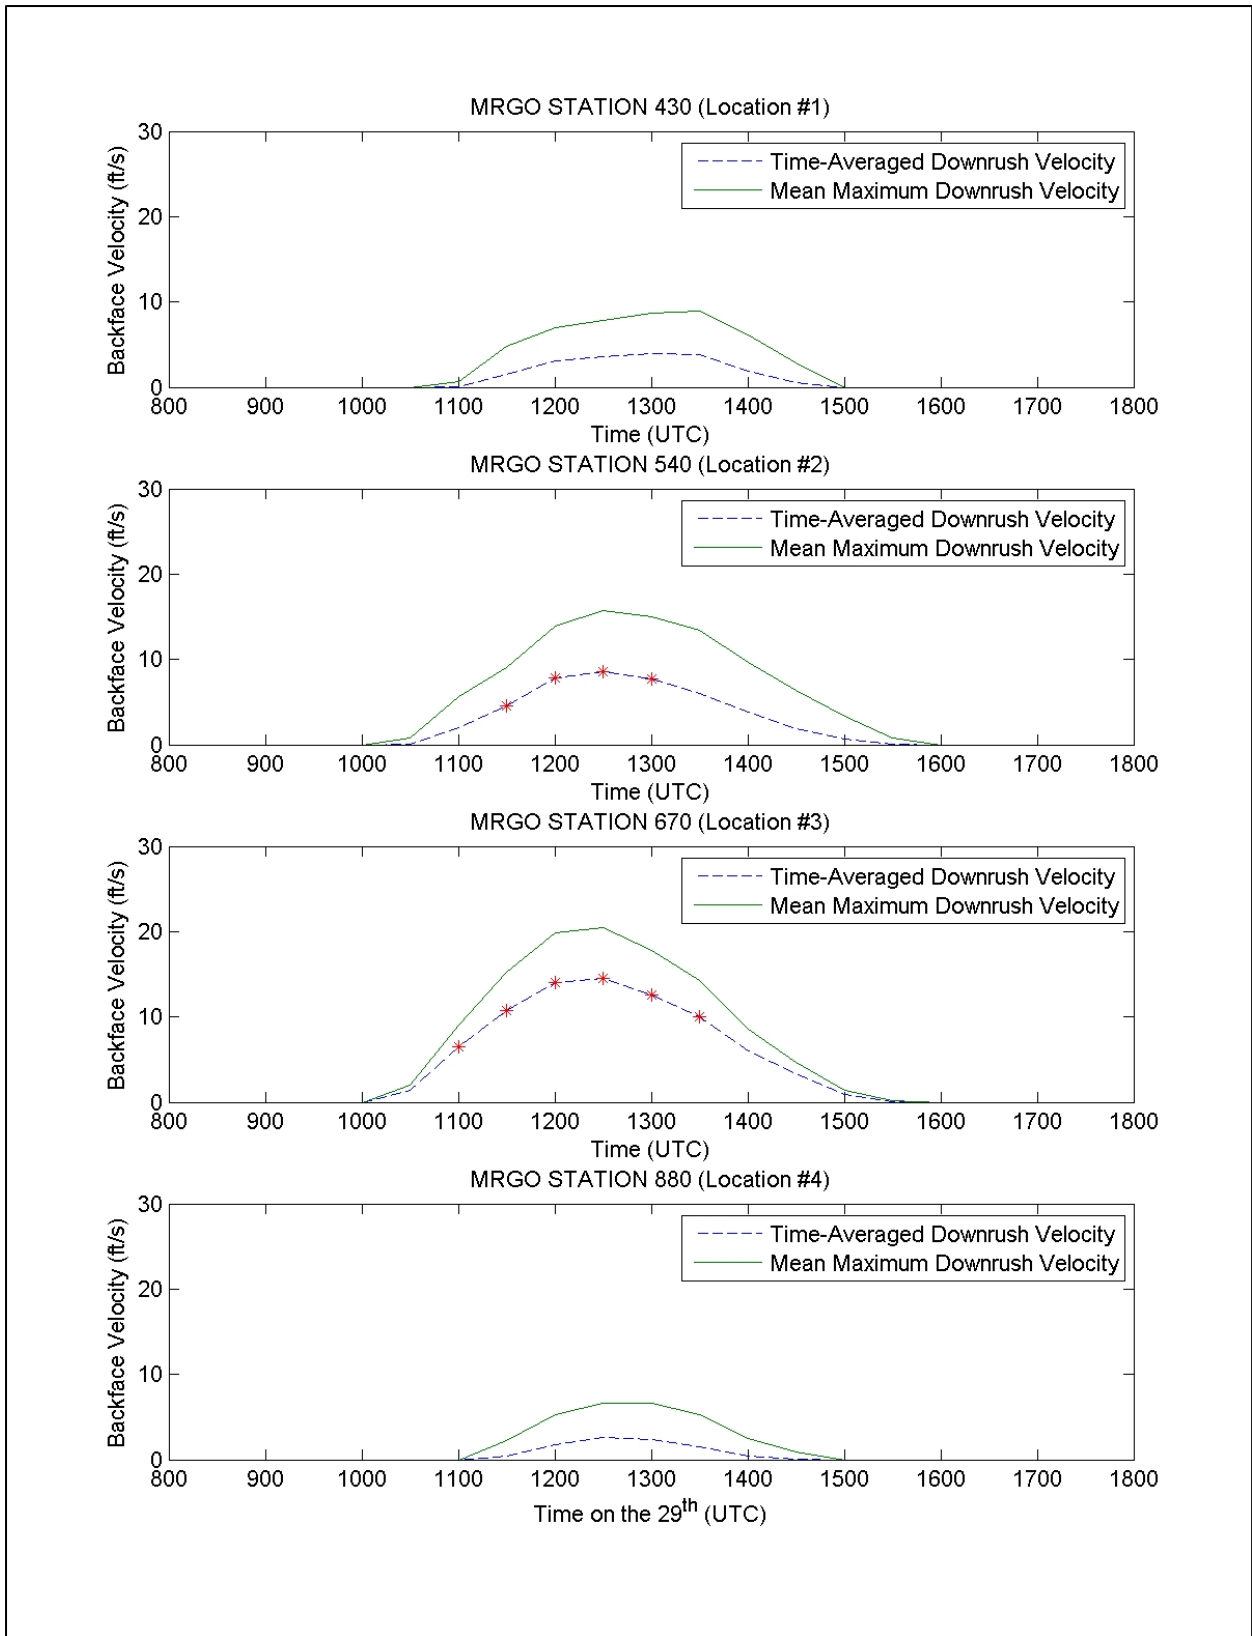 MRGO STATION 430 (Location #1)
Backface Velocity (ft/s)
30
20
10
0
Time-Averaged Downrush Velocity
Mean Maximum Downrush Velocity
800 900 1000 1100 1200 1300 1400 1500 1600 1700 1800
Time (UTC)
MRGO STATION 540 (Location #2)
Backface Velocity (ft/s)
30
20
10
0
Time-Averaged Downrush Velocity
Mean Maximum Downrush Velocity
800 900 1000 1100 1200 1300 1400 1500 1600 1700 1800
Time (UTC)
MRGO STATION 670 (Location #3)
Backface Velocity (ft/s)
30
20
10
0
Time-Averaged Downrush Velocity
Mean Maximum Downrush Velocity
800 900 1000 1100 1200 1300 1400 1500 1600 1700 1800
Time (UTC)
MRGO STATION 880 (Location #4)
Backface Velocity (ft/s)
30
20
10
0
Time-Averaged Downrush Velocity
Mean Maximum Downrush Velocity
800 900 1000 1100 1200 1300 1400 1500 1600 1700 1800
Time on the 29th (UTC)